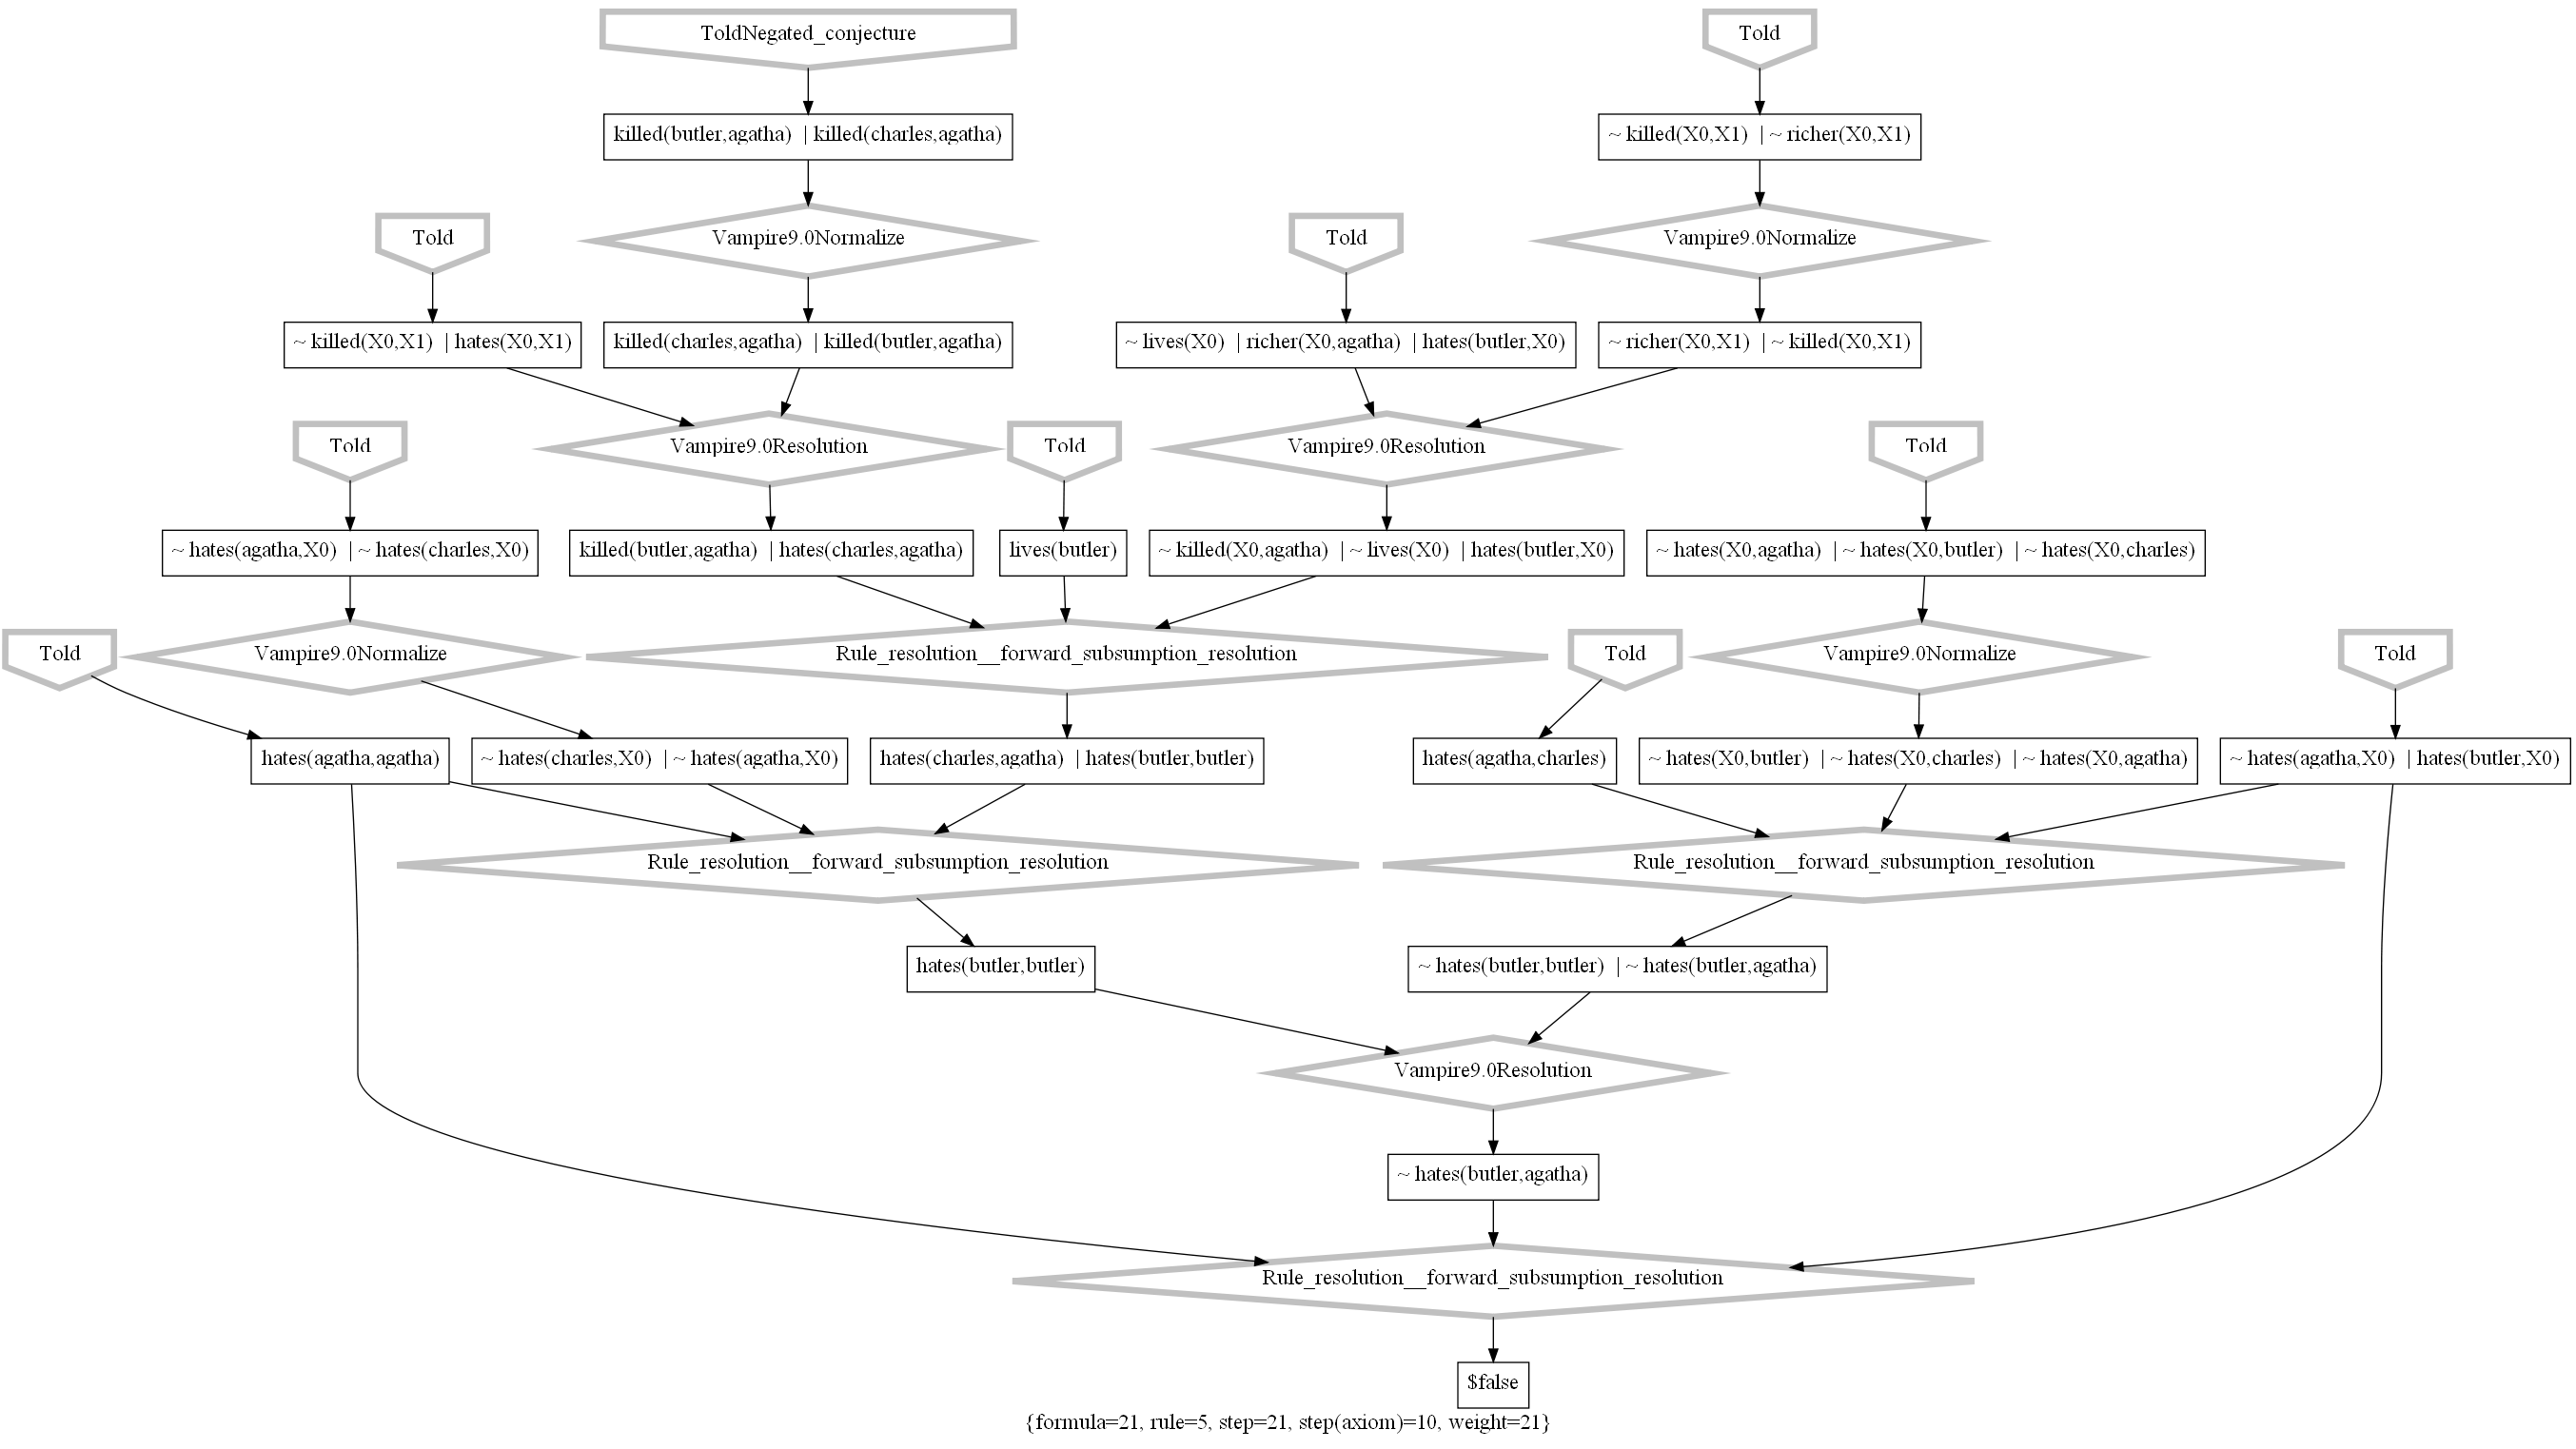 ToldNegated_conjecture
Told
killed(butler,agatha) | killed(charles,agatha)
~ killed(X0,X1) | ~ richer(X0,X1)
Told
Vampire9.0Normalize
Told
Vampire9.0Normalize
~ killed(X0,X1) | hates(X0,X1)
killed(charles,agatha) | killed(butler,agatha)
~ lives(X0) | richer(X0,agatha) | hates(butler,X0)
~ richer(X0,X1) | ~ killed(X0,X1)
Told
Vampire9.0Resolution
Told
Vampire9.0Resolution
Told
~ hates(agatha,X0) | ~ hates(charles,X0)
killed(butler,agatha) | hates(charles,agatha)
lives(butler)
~ killed(X0,agatha) | ~ lives(X0) | hates(butler,X0)
~ hates(X0,agatha) | ~ hates(X0,butler) | ~ hates(X0,charles)
Told
Vampire9.0Normalize
Rule_resolution__forward_subsumption_resolution
Told
Vampire9.0Normalize
Told
hates(agatha,agatha)
~ hates(charles,X0) | ~ hates(agatha,X0)
hates(charles,agatha) | hates(butler,butler)
hates(agatha,charles)
~ hates(X0,butler) | ~ hates(X0,charles) | ~ hates(X0,agatha)
~ hates(agatha,X0) | hates(butler,X0)
Rule_resolution__forward_subsumption_resolution
Rule_resolution__forward_subsumption_resolution
hates(butler,butler)
~ hates(butler,butler) | ~ hates(butler,agatha)
Vampire9.0Resolution
~ hates(butler,agatha)
Rule_resolution__forward_subsumption_resolution
$false
{formula=21, rule=5, step=21, step(axiom)=10, weight=21}